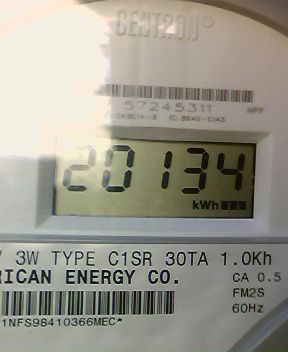 CENTRON®
57245311
HPP
20134
kWh
3W TYPE C1SR 30TA 1.0Kh
RICAN ENERGY CO.
CA 0.5
FM2S
60Hz
1NFS98410366MEC*